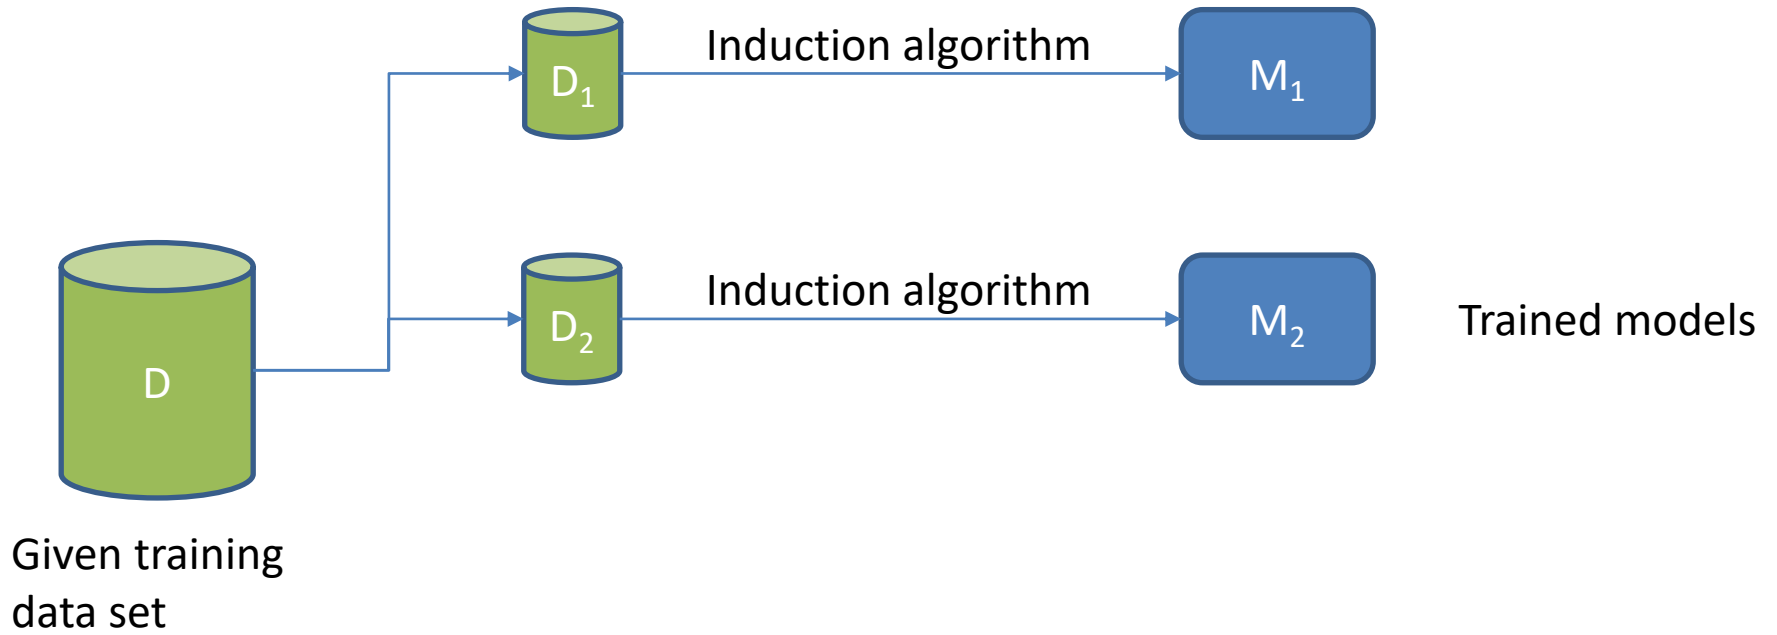 Induction algorithm
D₁
M₁
Induction algorithm
D₂
M₂
Trained models
D
Given training
data set